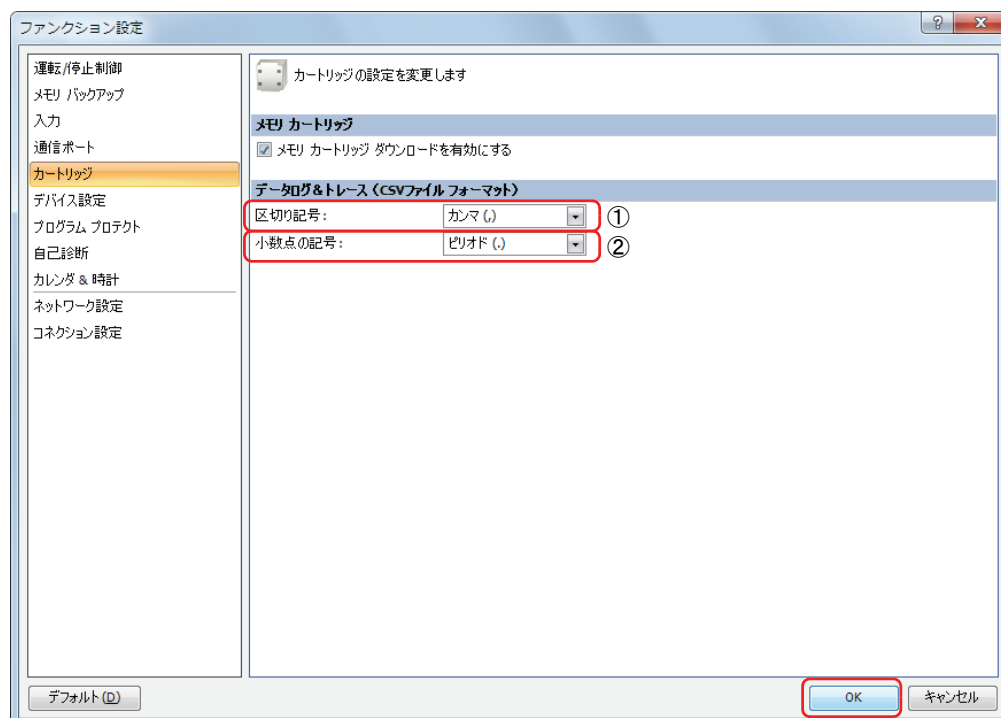 ファンクション設定
?
X
運転/停止制御
メモリ バックアップ
入力
通信ポート
カートリッジ
デバイス設定
プログラム プロテクト
自己診断
カレンダ & 時計
ネットワーク設定
コネクション設定
カートリッジの設定を変更します
メモリ カートリッジ
メモリ カートリッジ ダウンロードを有効にする
データログ&トレース (CSVファイル フォーマット)
区切り記号: カンマ (,) ①
小数点の記号: ピリオド (.) ②
デフォルト(D)
OK
キャンセル